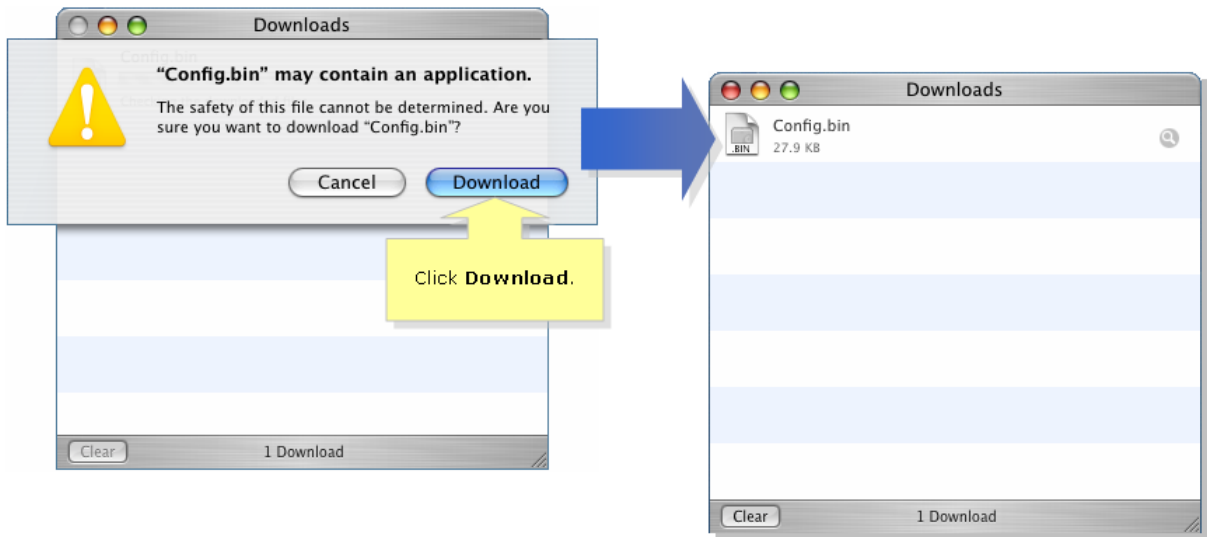 Downloads
Config.bin
“Config.bin” may contain an application.
The safety of this file cannot be determined. Are you
sure you want to download “Config.bin”?
Cancel
Download
Click Download.
Clear
1 Download
Downloads
Config.bin
.BIN
27.9 KB
Clear
1 Download